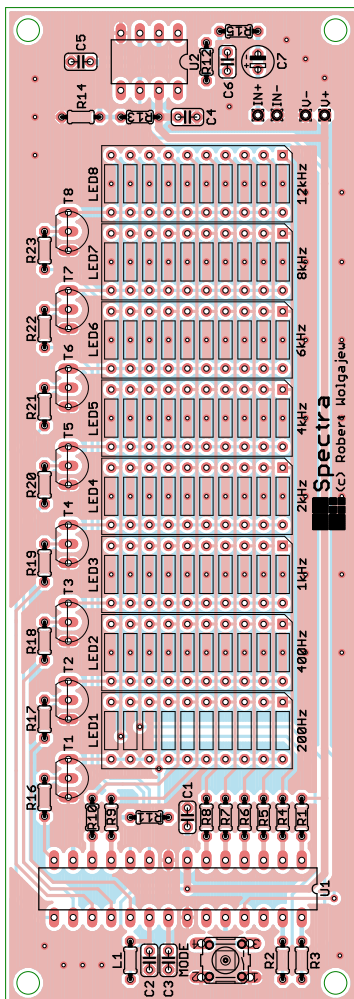 C5
R15
U2
R12
C6
C7
R14
R13
C4
IN+
IN-
U-
U+
LED8
12kHz
T8
R23
LED7
8kHz
T7
R22
LED6
6kHz
T6
R21
LED5
4kHz
T5
R20
LED4
2kHz
T4
R19
LED3
1kHz
T3
R18
LED2
400Hz
T2
R17
LED1
200Hz
T1
R16
Spectra
(c) Robert Wolgajew
R10
R9
C1
R8
R7
R6
R5
R4
R1
U1
L1
C2
C3
MODE
R2
R3